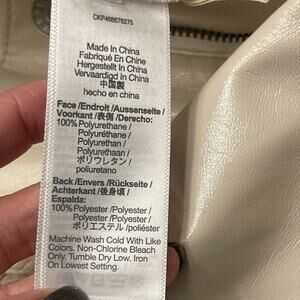 CKP466678275
Made In China
Fabriqué En Chine
Hergestellt In China
Vervaardigd In China
中国製
hecho en china
Face /Endroit /Aussenseite /
Voorkant /表側 /Derecho:
100% Polyurethane /
Polyuréthane /
Polyurethan /
Polyurethaan /
ポリウレタン /
poliuretano
Back /Envers /Rückseite /
Achterkant /後身頃 /
Espalda:
100% Polyester /Polyester /
Polyester /Polyester /
ポリエステル /poliéster
Machine Wash Cold With Like
Colors. Non-Chlorine Bleach
Only. Tumble Dry Low. Iron
On Lowest Setting.